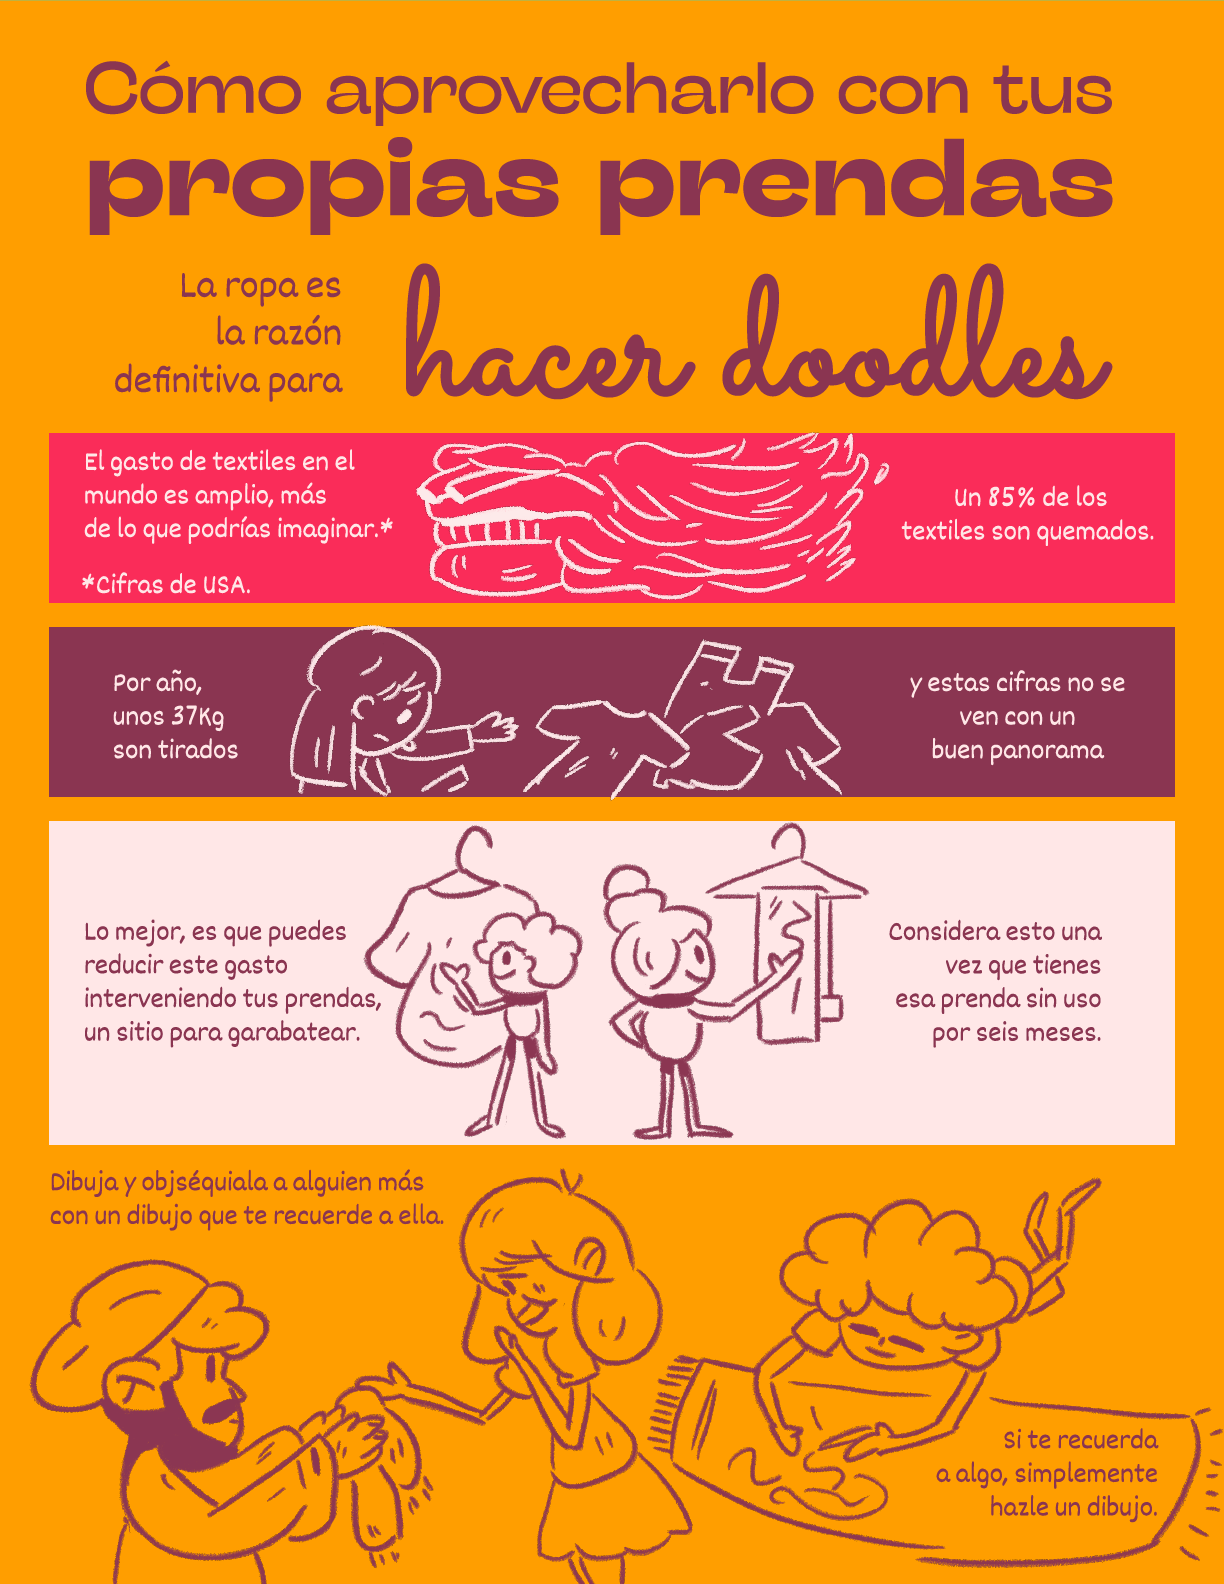 Cómo aprovecharlo con tus
propias prendas
La ropa es
la razón
definitiva para
hacer doodles
El gasto de textiles en el
mundo es amplio, más
de lo que podrías imaginar.*
*Cifras de USA.
Un 85% de los
textiles son quemados.
Por año,
unos 37Kg
son tirados
y estas cifras no se
ven con un
buen panorama
Lo mejor, es que puedes
reducir este gasto
interveniendo tus prendas,
un sitio para garabatear.
Considera esto una
vez que tienes
esa prenda sin uso
por seis meses.
Dibuja y objséquiala a alguien más
con un dibujo que te recuerde a ella.
Si te recuerda
a algo, simplemente
hazle un dibujo.